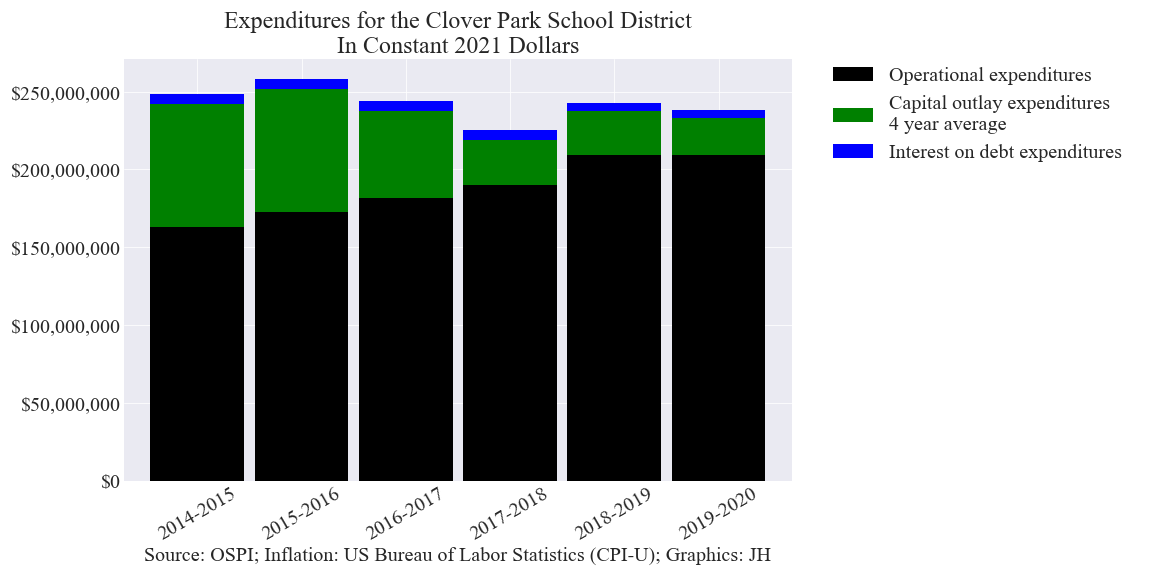 Expenditures for the Clover Park School District
In Constant 2021 Dollars
Operational expenditures
Capital outlay expenditures
4 year average
Interest on debt expenditures
$250,000,000
$200,000,000
$150,000,000
$100,000,000
$50,000,000
$0
2014-2015
2015-2016
2016-2017
2017-2018
2018-2019
2019-2020
Source: OSPI; Inflation: US Bureau of Labor Statistics (CPI-U); Graphics: JH